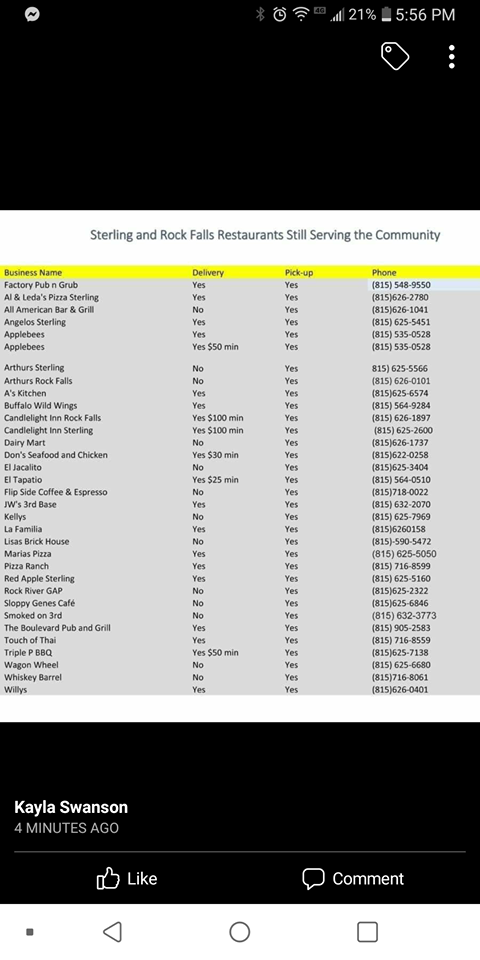 4G 21% 5:56 PM
Sterling and Rock Falls Restaurants Still Serving the Community
Business Name Delivery Pick-up Phone
Factory Pub n Grub Yes Yes (815) 548-9550
Al & Leda's Pizza Sterling Yes Yes (815)626-2780
All American Bar & Grill No Yes (815)626-1041
Angelos Sterling Yes Yes (815) 625-5451
Applebees Yes Yes (815) 535-0528
Applebees Yes $50 min Yes (815) 535-0528
Arthurs Sterling No Yes 815) 625-5566
Arthurs Rock Falls No Yes (815) 626-0101
A's Kitchen Yes Yes (815)625-6574
Buffalo Wild Wings Yes Yes (815) 564-9284
Candlelight Inn Rock Falls Yes $100 min Yes (815) 626-1897
Candlelight Inn Sterling Yes $100 min Yes (815) 625-2600
Dairy Mart No Yes (815)626-1737
Don's Seafood and Chicken Yes $30 min Yes (815)622-0258
El Jacalito No Yes (815)625-3404
El Tapatio Yes $25 min Yes (815) 564-0510
Flip Side Coffee & Espresso No Yes (815)718-0022
JW's 3rd Base Yes Yes (815) 632-2070
Kellys No Yes (815) 625-7969
La Familia Yes Yes (815)6260158
Lisas Brick House No Yes (815)-590-5472
Marias Pizza Yes Yes (815) 625-5050
Pizza Ranch Yes Yes (815) 716-8599
Red Apple Sterling Yes Yes (815) 625-5160
Rock River GAP No Yes (815)625-2322
Sloppy Genes Café No Yes (815)625-6846
Smoked on 3rd No Yes (815) 632-3773
The Boulevard Pub and Grill Yes Yes (815) 905-2583
Touch of Thai Yes Yes (815) 716-8559
Triple P BBQ Yes $50 min Yes (815)625-7138
Wagon Wheel No Yes (815) 625-6680
Whiskey Barrel No Yes (815)716-8061
Willys Yes Yes (815)626-0401
Kayla Swanson
4 MINUTES AGO
Like Comment